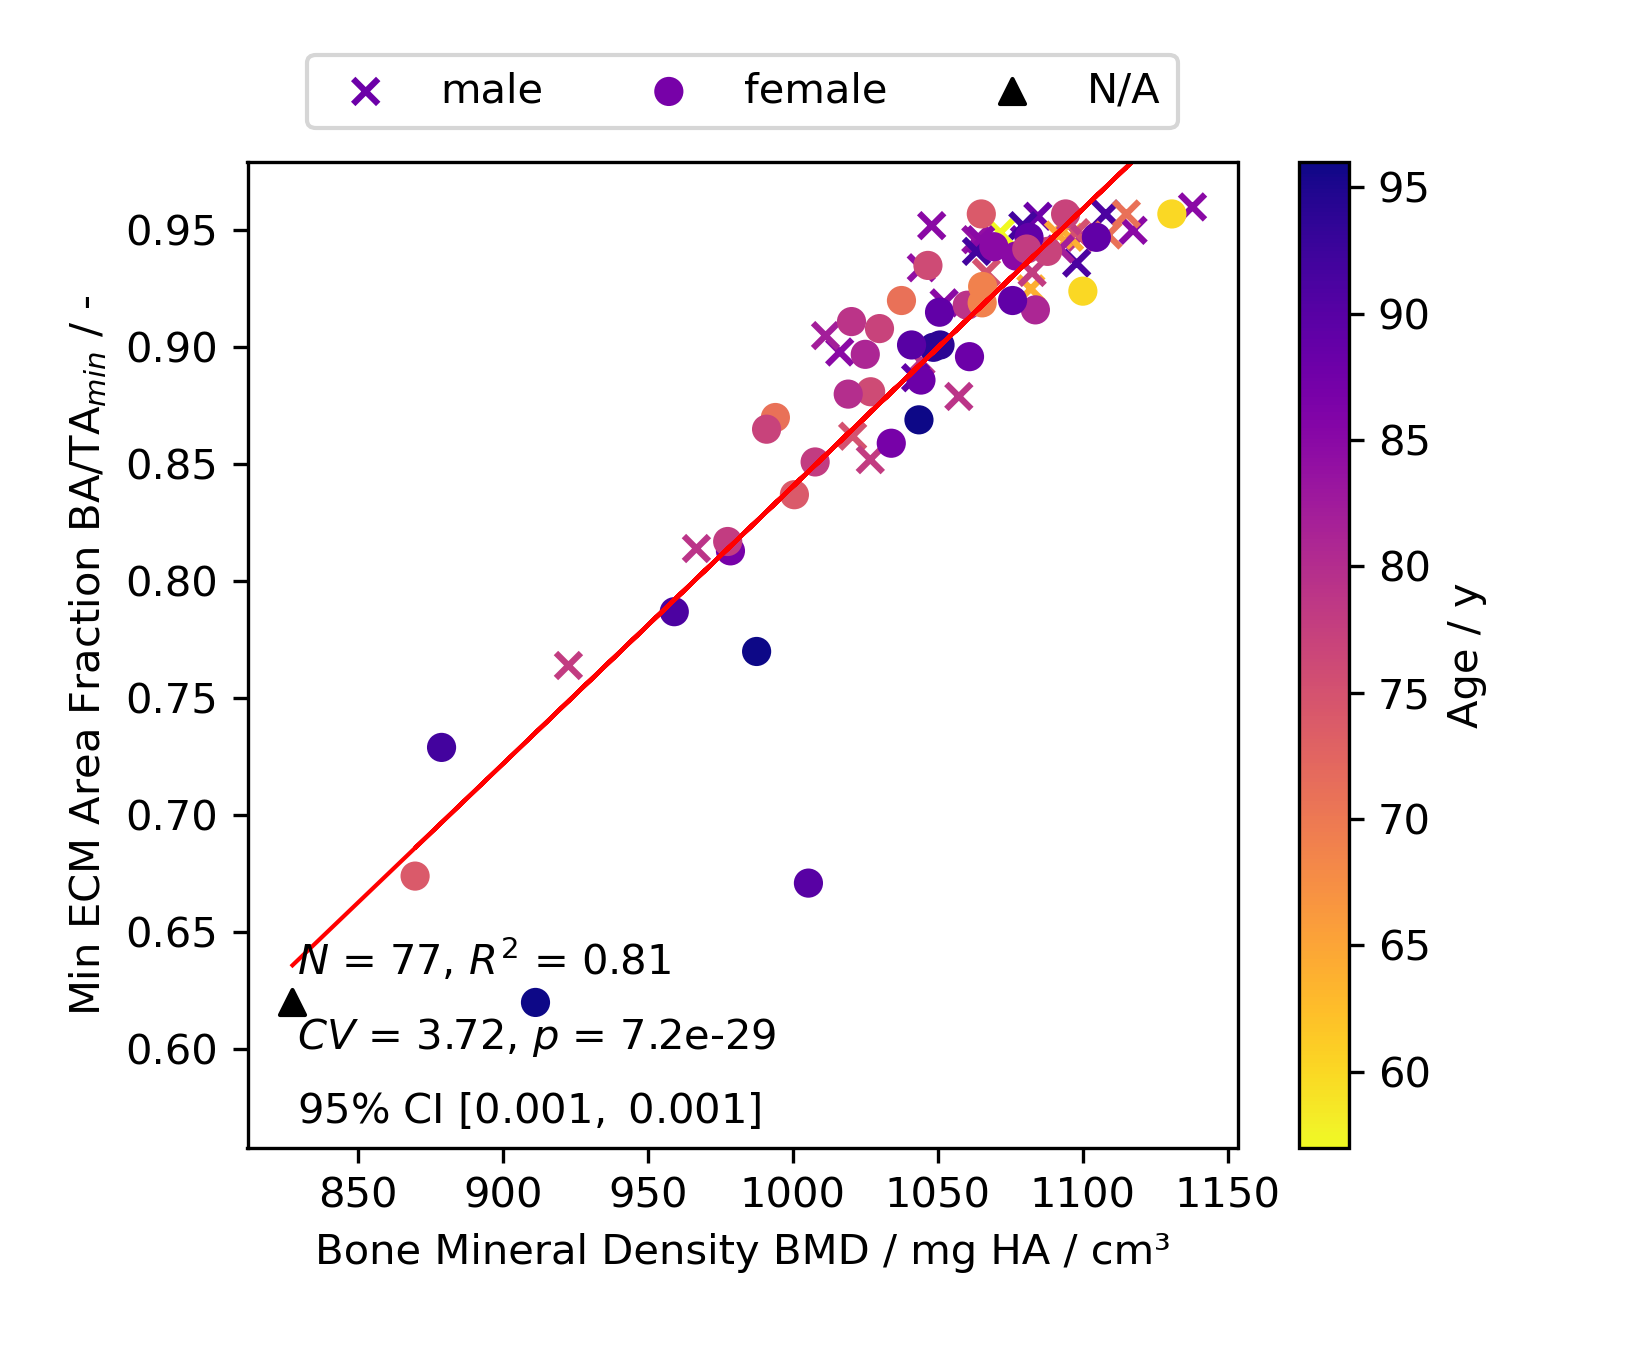 male female N/A
0.95
0.90
0.85
0.80
0.75
0.70
0.65
0.60
Min ECM Area Fraction BA/TA_min / -
N = 77, R² = 0.81
CV = 3.72, p = 7.2e-29
95% CI [0.001, 0.001]
850 900 950 1000 1050 1100 1150
Bone Mineral Density BMD / mg HA / cm³
95
90
85
80
75
70
65
60
Age / y